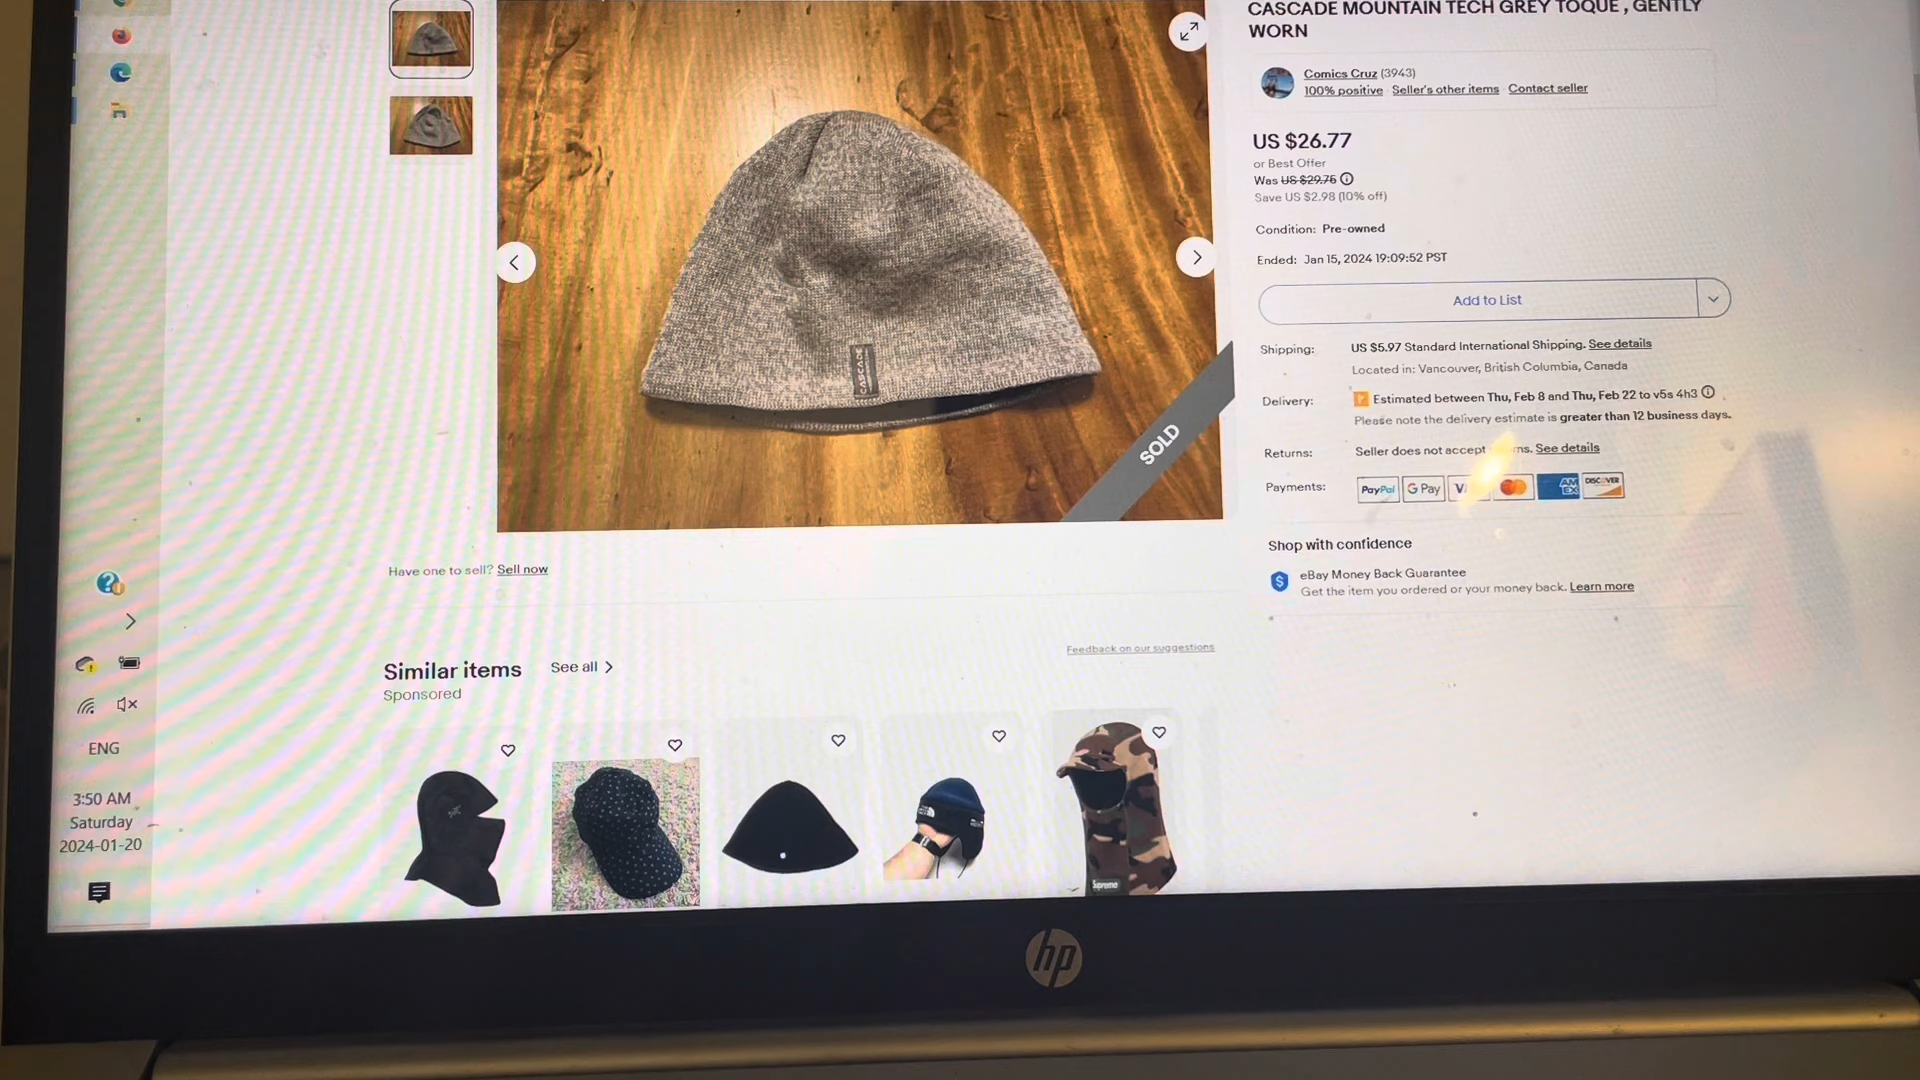 CASCADE MOUNTAIN TECH GREY TOQUE , GENTLY
WORN
Comics Cruz (3943)
100% positive Seller's other items Contact seller
US $26.77
or Best Offer
Was US $29.75
Save US $2.98 (10% off)
Condition: Pre-owned
Ended: Jan 15, 2024 19:09:52 PST
Add to List
Shipping: US $5.97 Standard International Shipping. See details
Located in: Vancouver, British Columbia, Canada
Delivery: Estimated between Thu, Feb 8 and Thu, Feb 22 to v5s 4h3
Please note the delivery estimate is greater than 12 business days.
Returns: Seller does not accept See details
Payments: PayPal G Pay AM EX DISCOVER
Shop with confidence
eBay Money Back Guarantee
Get the item you ordered or your money back. Learn more
CASCADE
SOLD
Have one to sell? Sell now
Feedback on our suggestions
Similar items See all
Sponsored
Supreme
ENG
3:50 AM
Saturday
2024-01-20
hp